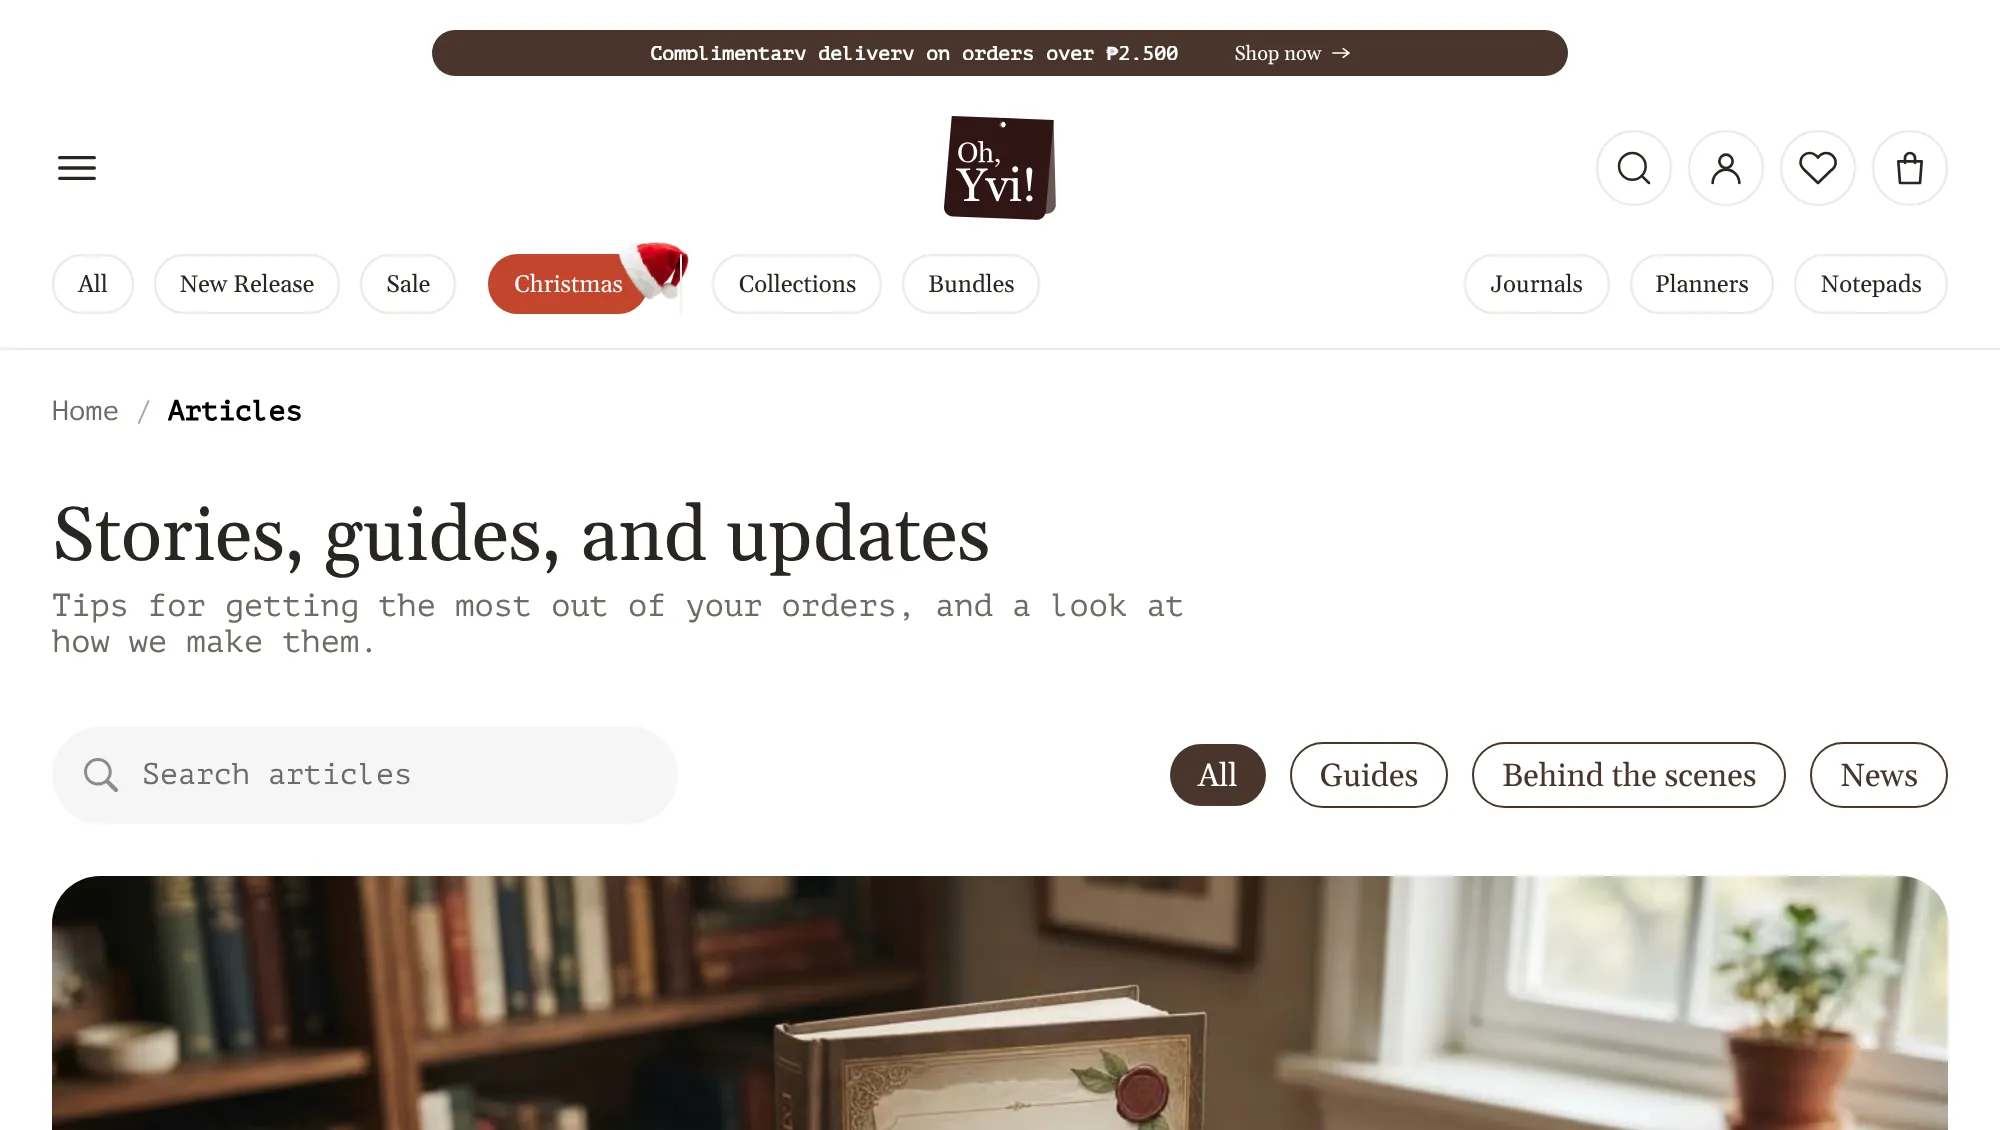 Complimentary delivery on orders over ₱2,500 Shop now →
Oh,
Yvi!
All New Release Sale Christmas Collections Bundles Journals Planners Notepads
Home / Articles
Stories, guides, and updates
Tips for getting the most out of your orders, and a look at
how we make them.
Search articles
All Guides Behind the scenes News